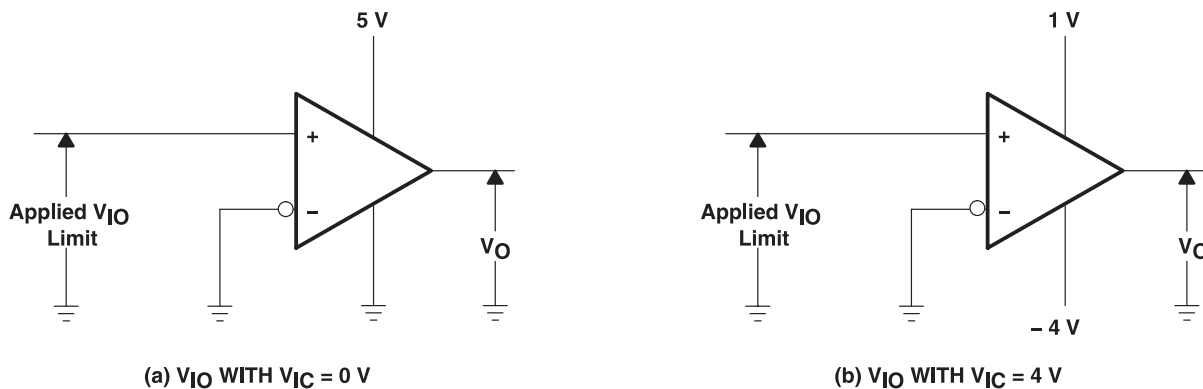 5 V
+
−
Applied VIO
Limit
VO
(a) VIO WITH VIC = 0 V
1 V
+
−
Applied VIO
Limit
VO
– 4 V
(b) VIO WITH VIC = 4 V